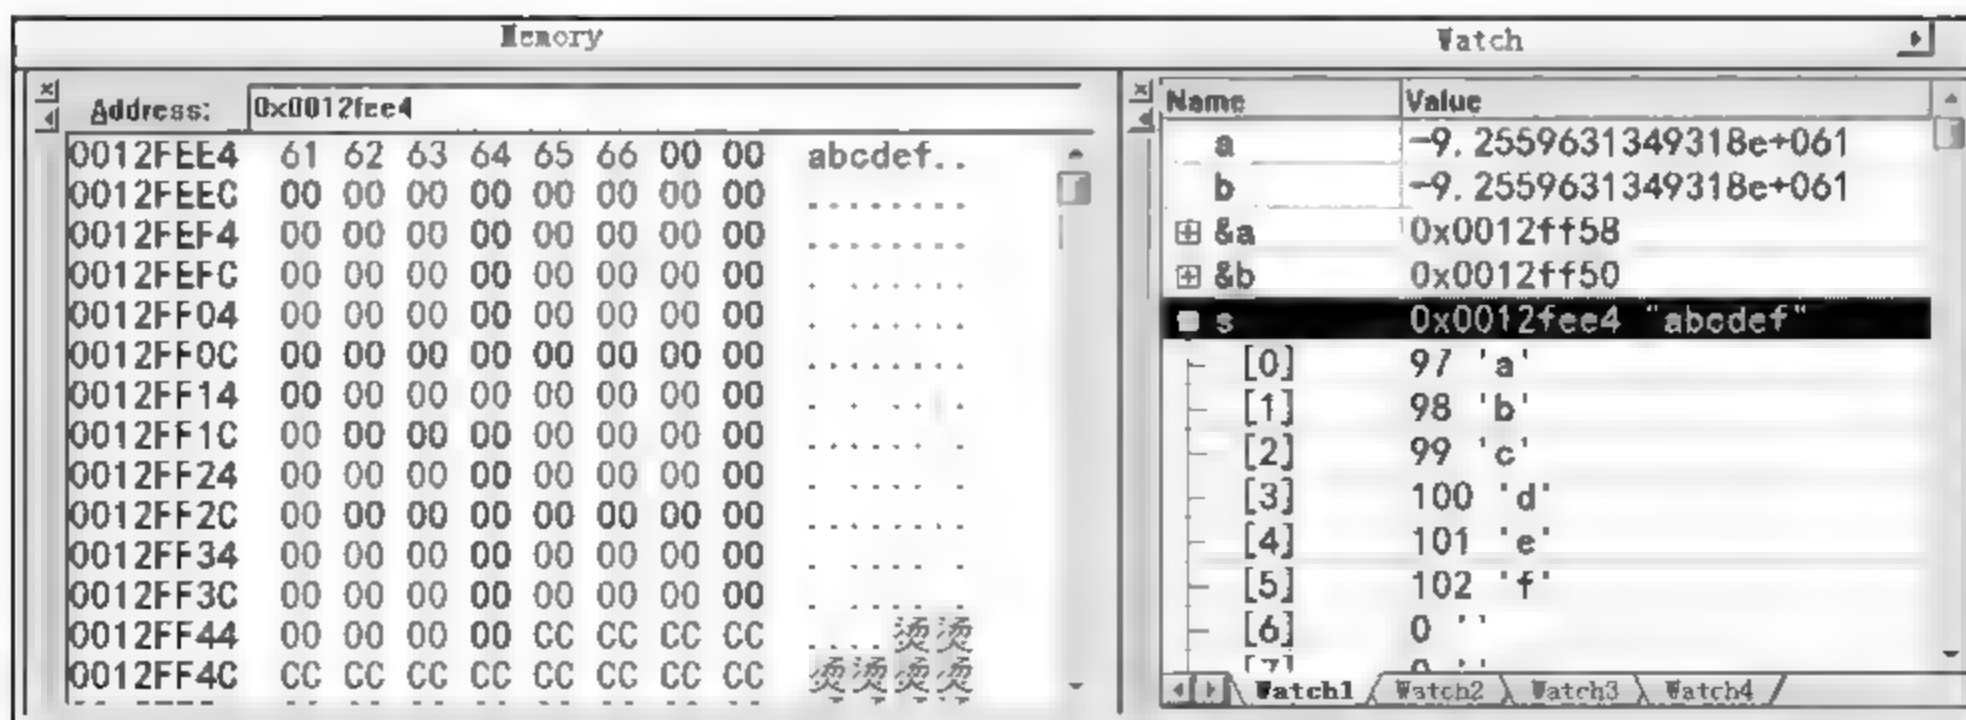 Memory
Address: 0x0012fee4
0012FEE4 61 62 63 64 65 66 00 00 abcdef..
0012FEEC 00 00 00 00 00 00 00 00 ........
0012FEF4 00 00 00 00 00 00 00 00 ........
0012FEFC 00 00 00 00 00 00 00 00 ........
0012FF04 00 00 00 00 00 00 00 00 ........
0012FF0C 00 00 00 00 00 00 00 00 ........
0012FF14 00 00 00 00 00 00 00 00 ........
0012FF1C 00 00 00 00 00 00 00 00 ........
0012FF24 00 00 00 00 00 00 00 00 ........
0012FF2C 00 00 00 00 00 00 00 00 ........
0012FF34 00 00 00 00 00 00 00 00 ........
0012FF3C 00 00 00 00 00 00 00 00 ........
0012FF44 00 00 00 00 CC CC CC CC ....烫烫
0012FF4C CC CC CC CC CC CC CC CC 烫烫烫烫
Watch
Name Value
a -9.2559631349318e+061
b -9.2559631349318e+061
&a 0x0012ff58
&b 0x0012ff50
s 0x0012fee4 "abcdef"
[0] 97 'a'
[1] 98 'b'
[2] 99 'c'
[3] 100 'd'
[4] 101 'e'
[5] 102 'f'
[6] 0 ''
Watch1 Watch2 Watch3 Watch4